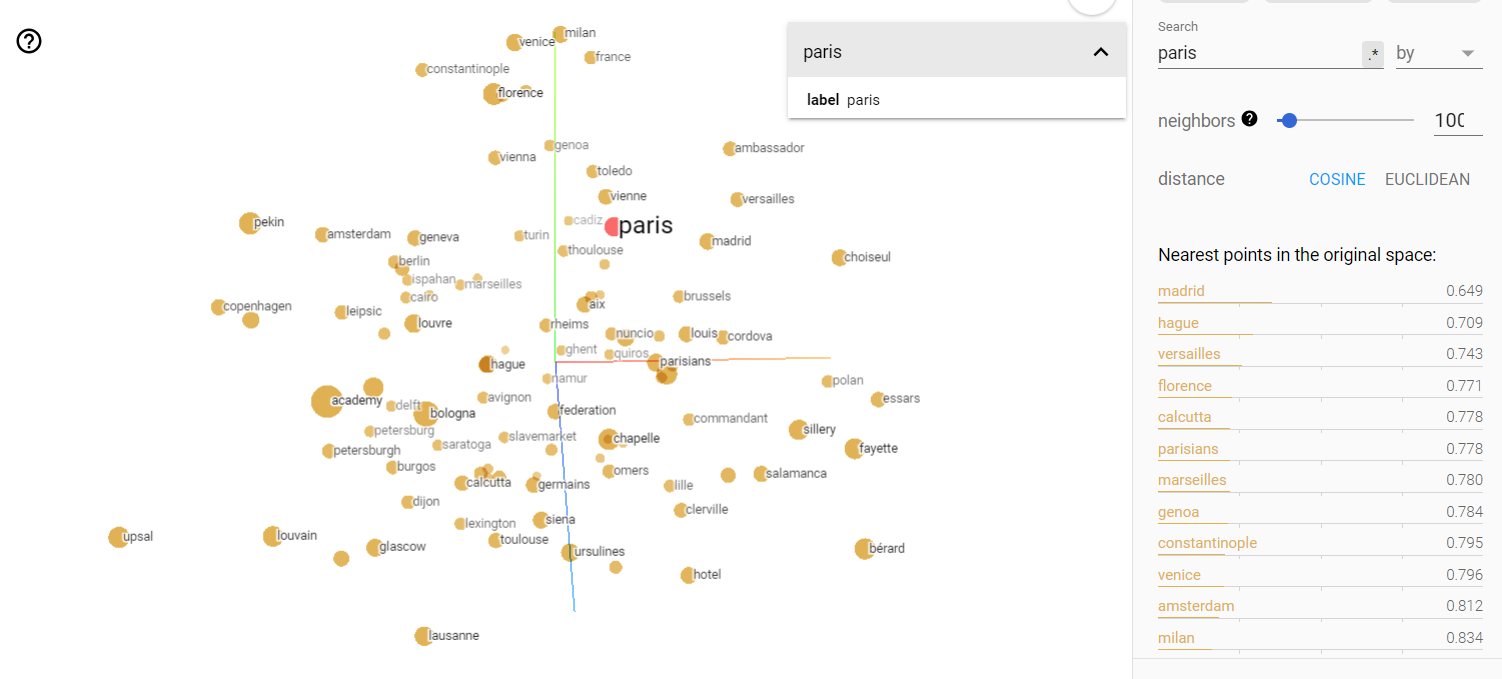 milan
venice
france
constantinople
florence
genoa
ambassador
vienna
toledo
vienne
versailles
cadiz
paris
pekin
amsterdam
geneva
turin
madrid
thoulouse
choiseul
berlin
ispahan
marseilles
cairo
brussels
copenhagen
leipsic
aix
louvre
rheims
nuncio
louis
cordova
ghent
quiros
hague
parisians
namur
polan
academy
delft
bologna
avignon
essars
federation
commandant
petersburg
slavemarket
sillery
saratoga
chapelle
petersburgh
fayette
burgos
omers
salamanca
calcutta
germains
lille
dijon
clerville
lexington
siena
upsal
louvain
toulouse
glascow
ursulines
bérard
hotel
lausanne
paris
label paris
Search
paris .* by
neighbors 100
distance COSINE EUCLIDEAN
Nearest points in the original space:
madrid 0.649
hague 0.709
versailles 0.743
florence 0.771
calcutta 0.778
parisians 0.778
marseilles 0.780
genoa 0.784
constantinople 0.795
venice 0.796
amsterdam 0.812
milan 0.834